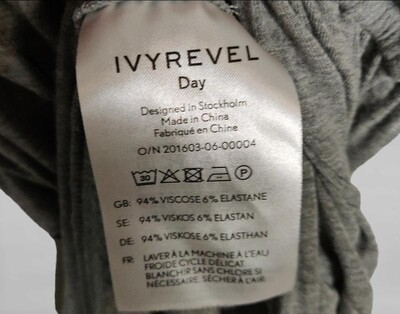 IVYREVEL
Day
Designed in Stockholm
Made in China
Fabriqué en Chine
O/N 201603-06-00004
30 P
GB: 94% VISCOSE 6% ELASTANE
SE: 94% VISKOS 6% ELASTAN
DE: 94% VISKOSE 6% ELASTHAN
FR: LAVER À LA MACHINE À L'EAU
FROIDE CYCLE DÉLICAT.
BLANCHIR SANS CHLORE SI
NÉCESSAIRE. SÉCHER À L'AIR